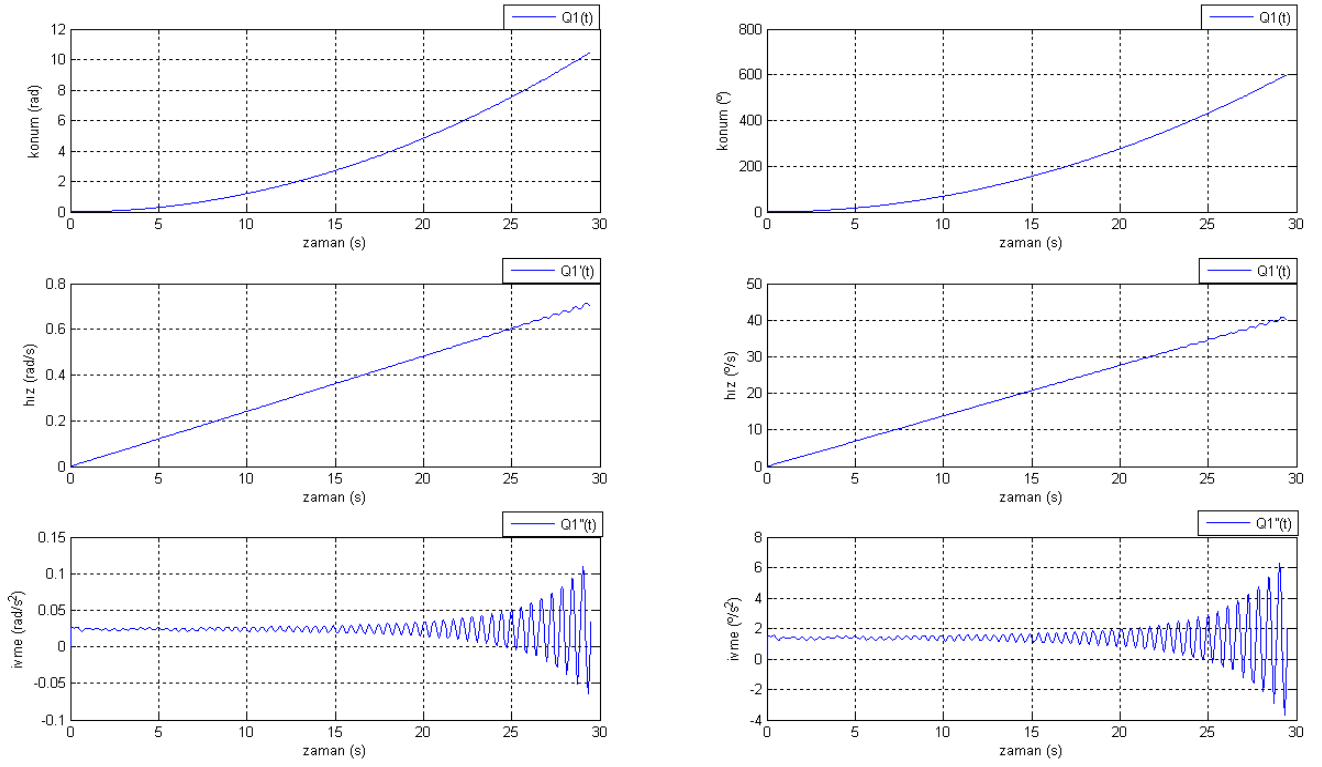 Q1(t)
12
10
8
6
4
2
0
konum (rad)
0 5 10 15 20 25 30
zaman (s)
Q1(t)
800
600
400
200
0
konum (º)
0 5 10 15 20 25 30
zaman (s)
Q1'(t)
0.8
0.6
0.4
0.2
0
hız (rad/s)
0 5 10 15 20 25 30
zaman (s)
Q1'(t)
50
40
30
20
10
0
hız (º/s)
0 5 10 15 20 25 30
zaman (s)
Q1''(t)
0.15
0.1
0.05
0
-0.05
-0.1
ivme (rad/s²)
0 5 10 15 20 25 30
zaman (s)
Q1''(t)
8
6
4
2
0
-2
-4
ivme (º/s²)
0 5 10 15 20 25 30
zaman (s)